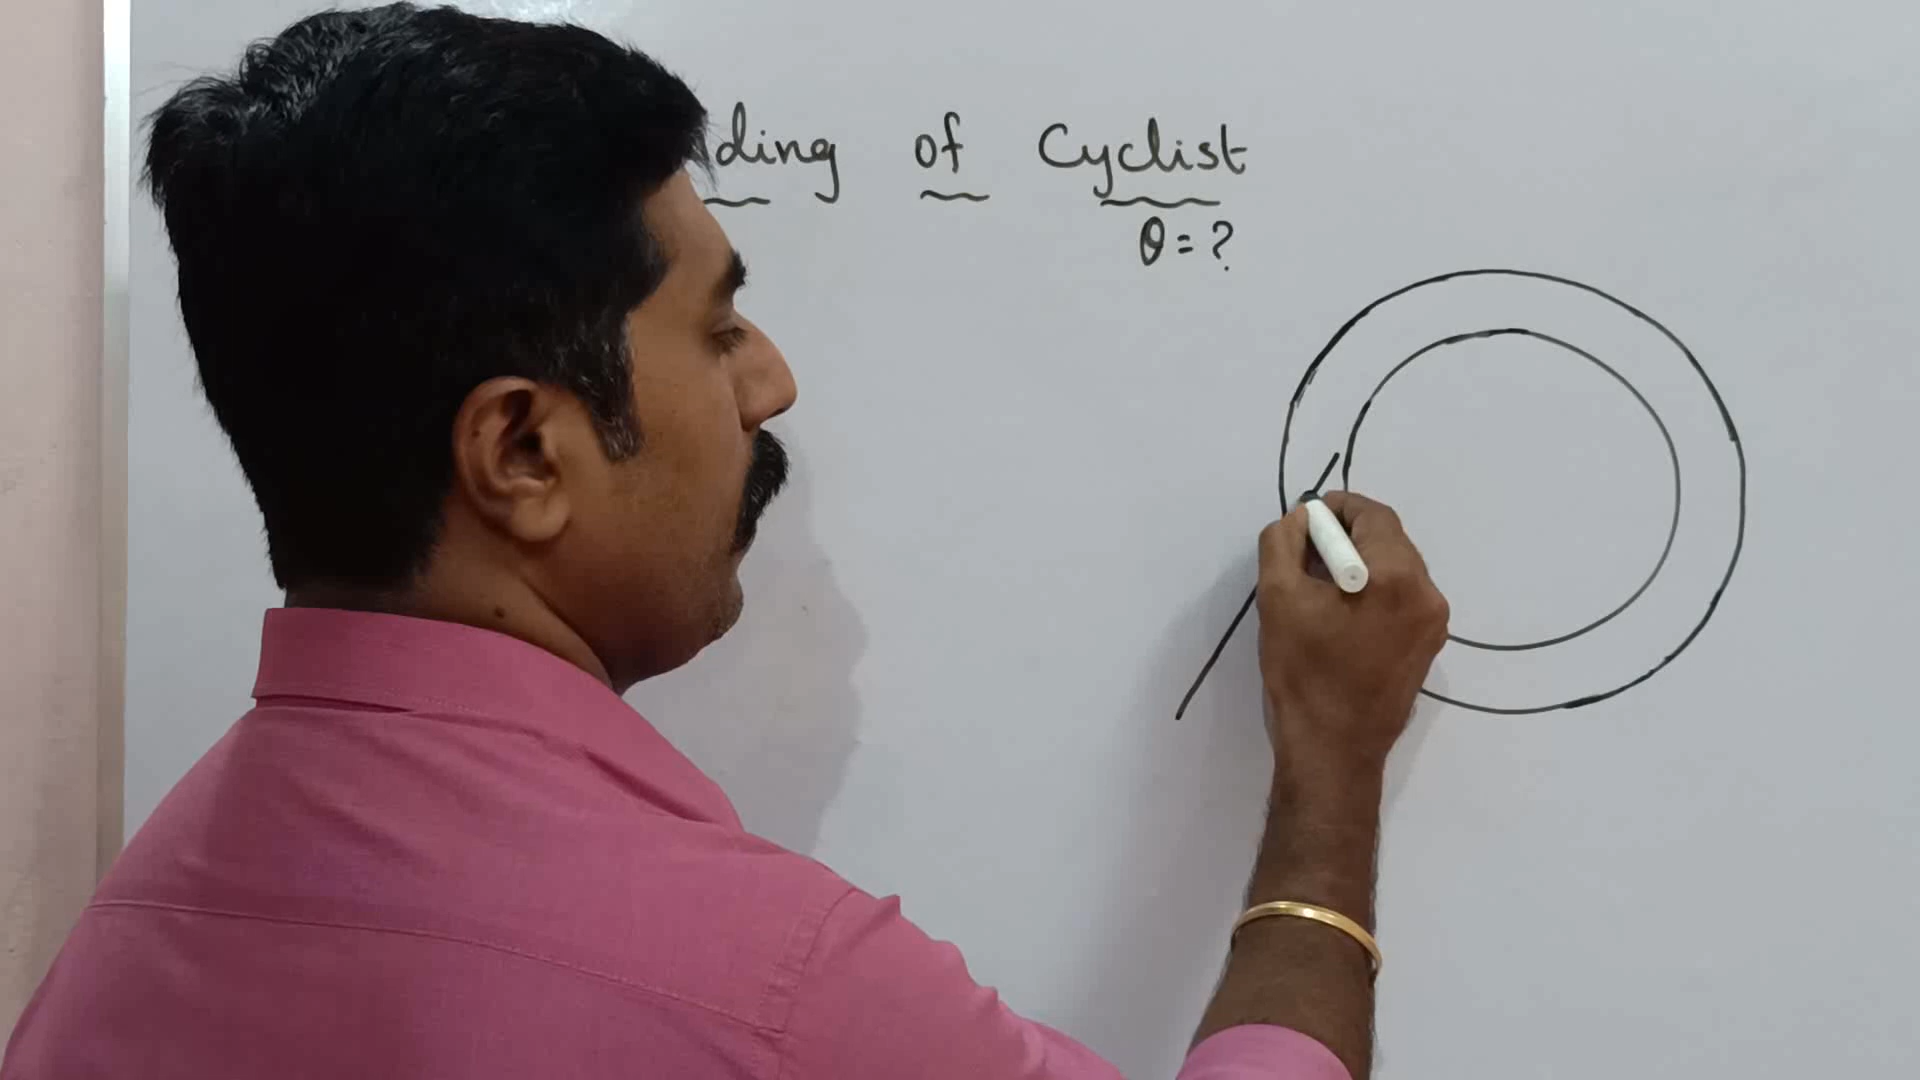 ding of Cyclist
θ = ?